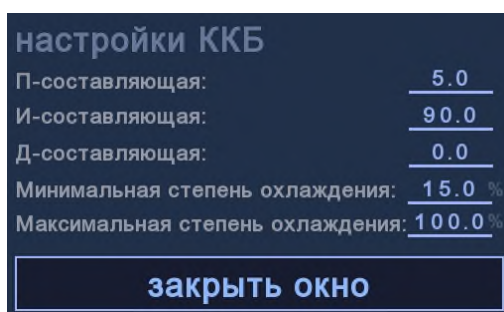 настройки ККБ
П-составляющая: 5.0
И-составляющая: 90.0
Д-составляющая: 0.0
Минимальная степень охлаждения: 15.0 %
Максимальная степень охлаждения: 100.0 %
закрыть окно